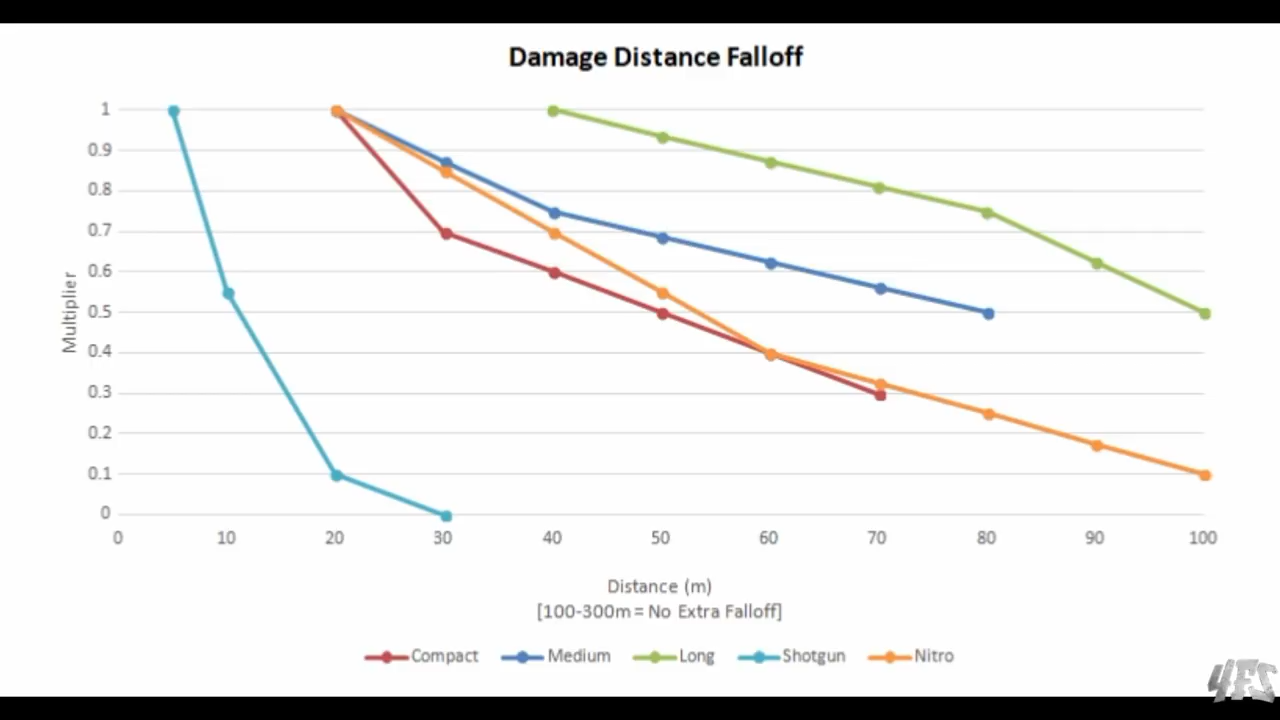 Damage Distance Falloff
1
0.9
0.8
0.7
0.6
0.5
0.4
0.3
0.2
0.1
0
Multiplier
0 10 20 30 40 50 60 70 80 90 100
Distance (m)
[100-300m = No Extra Falloff]
Compact Medium Long Shotgun Nitro
4FS